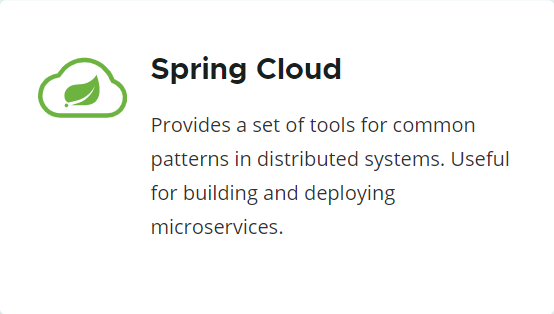 Spring Cloud
Provides a set of tools for common
patterns in distributed systems. Useful
for building and deploying
microservices.